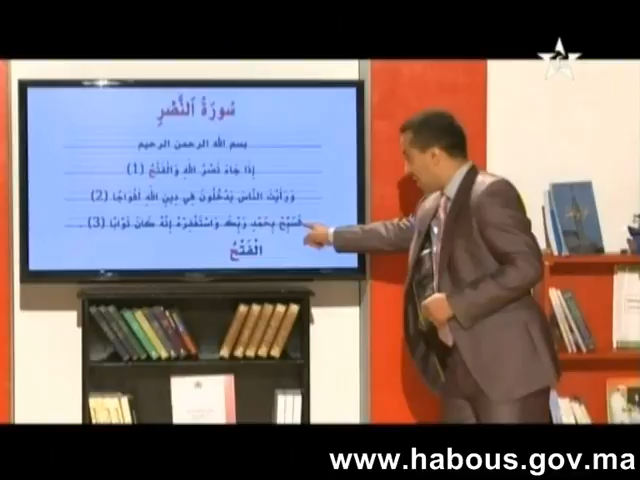 سُورَةُ ٱلنَّصْرِ
بسم الله الرحمن الرحيم
إِذَا جَاءَ نَصْرُ اللَّهِ وَالْفَتْحُ (1)
وَرَأَيْتَ النَّاسَ يَدْخُلُونَ فِي دِينِ اللَّهِ أَفْوَاجًا (2)
فَسَبِّحْ بِحَمْدِ رَبِّكَ وَاسْتَغْفِرْهُ إِنَّهُ كَانَ تَوَّابًا (3) .
الْفَتْحُ
www.habous.gov.ma